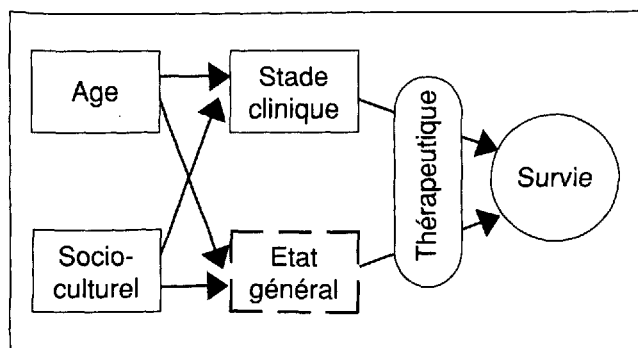 Age
Stade
clinique
Thérapeutique
Survie
Socio-
culturel
Etat
général